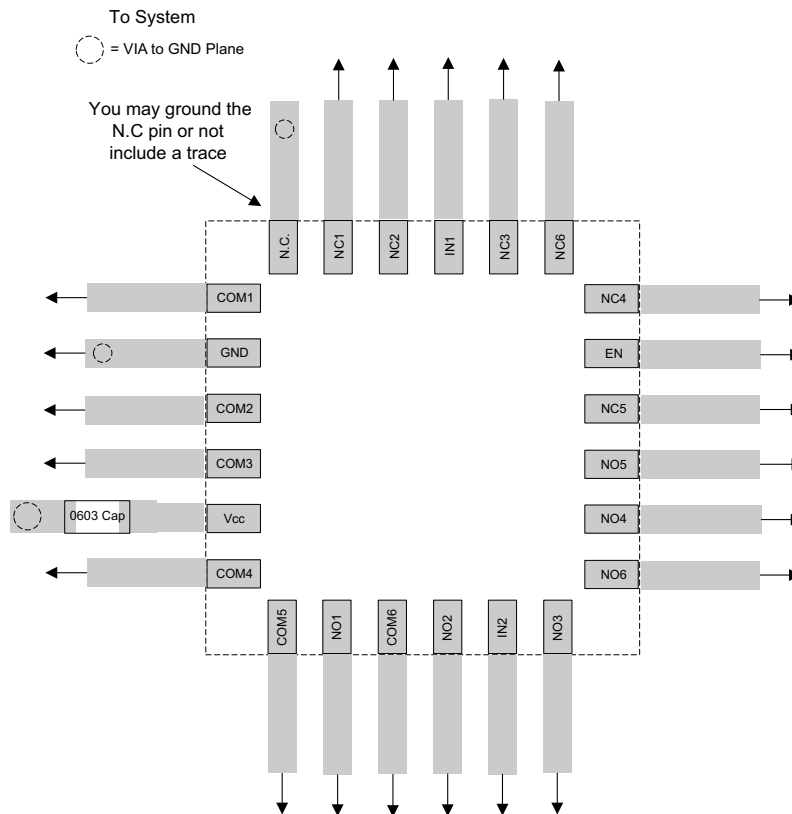 To System
= VIA to GND Plane
You may ground the
N.C pin or not
include a trace
N.C.
NC1
NC2
IN1
NC3
NC6
COM1
GND
COM2
COM3
0603 Cap
Vcc
COM4
NC4
EN
NC5
NO5
NO4
NO6
COM5
NO1
COM6
NO2
IN2
NO3